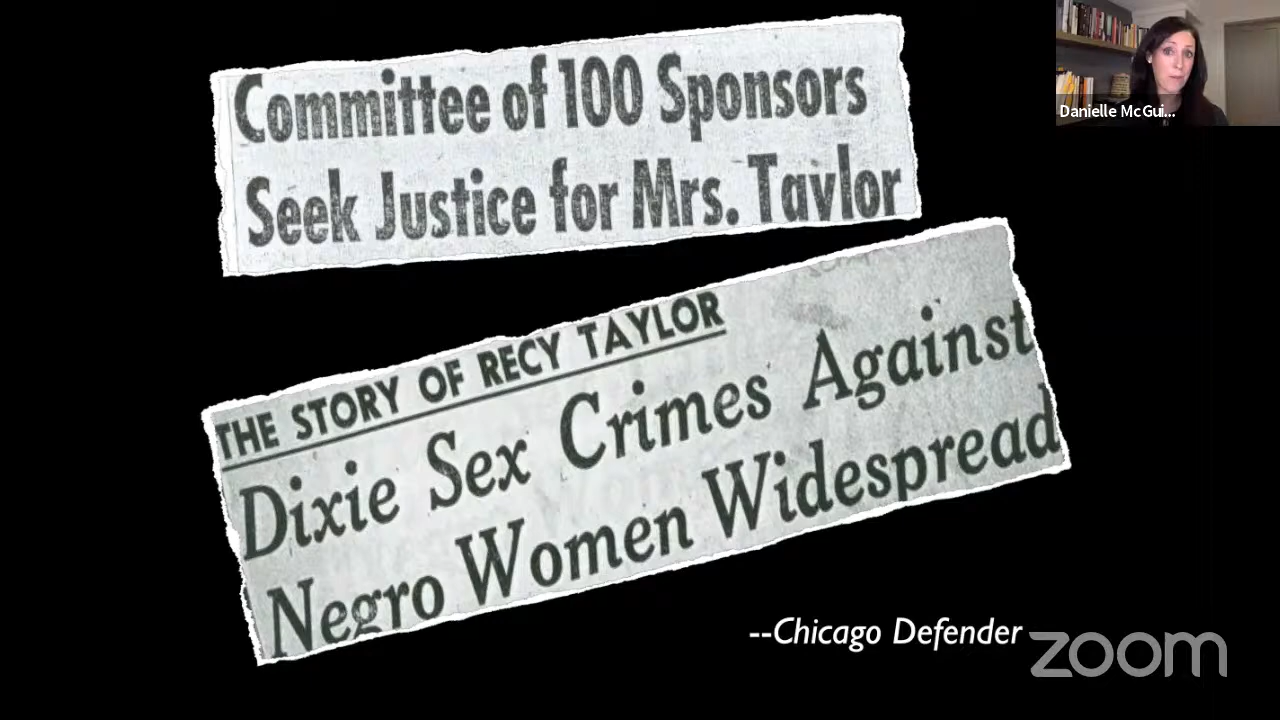 Committee of 100 Sponsors
Seek Justice for Mrs. Taylor
THE STORY OF RECY TAYLOR
Dixie Sex Crimes Against
Negro Women Widespread
--Chicago Defender
Danielle McGui...
zoom